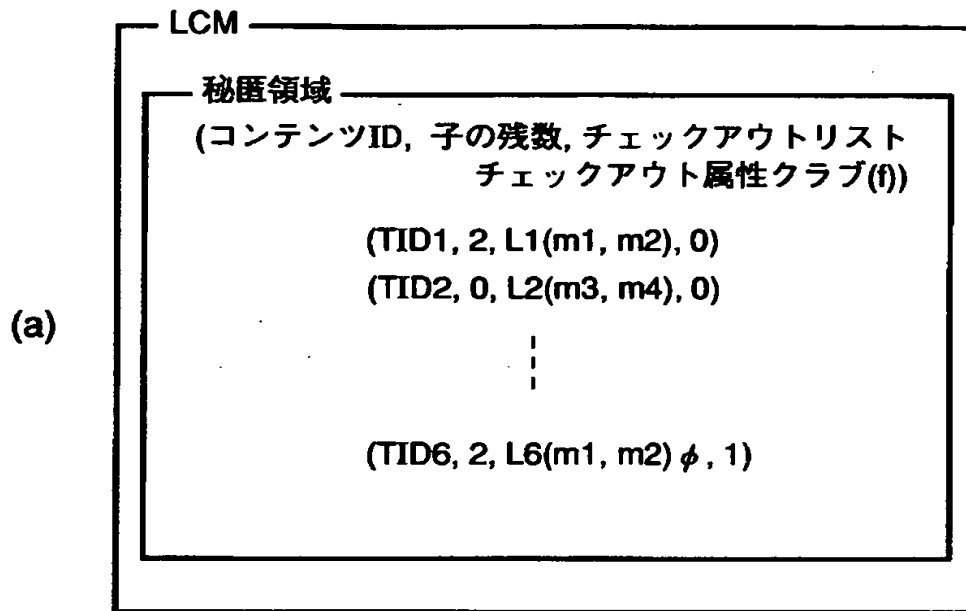 LCM
秘匿領域
(コンテンツID, 子の残数, チェックアウトリスト
チェックアウト属性クラブ(f))
(TID1, 2, L1(m1, m2), 0)
(TID2, 0, L2(m3, m4), 0)
(a)
(TID6, 2, L6(m1, m2) ϕ, 1)